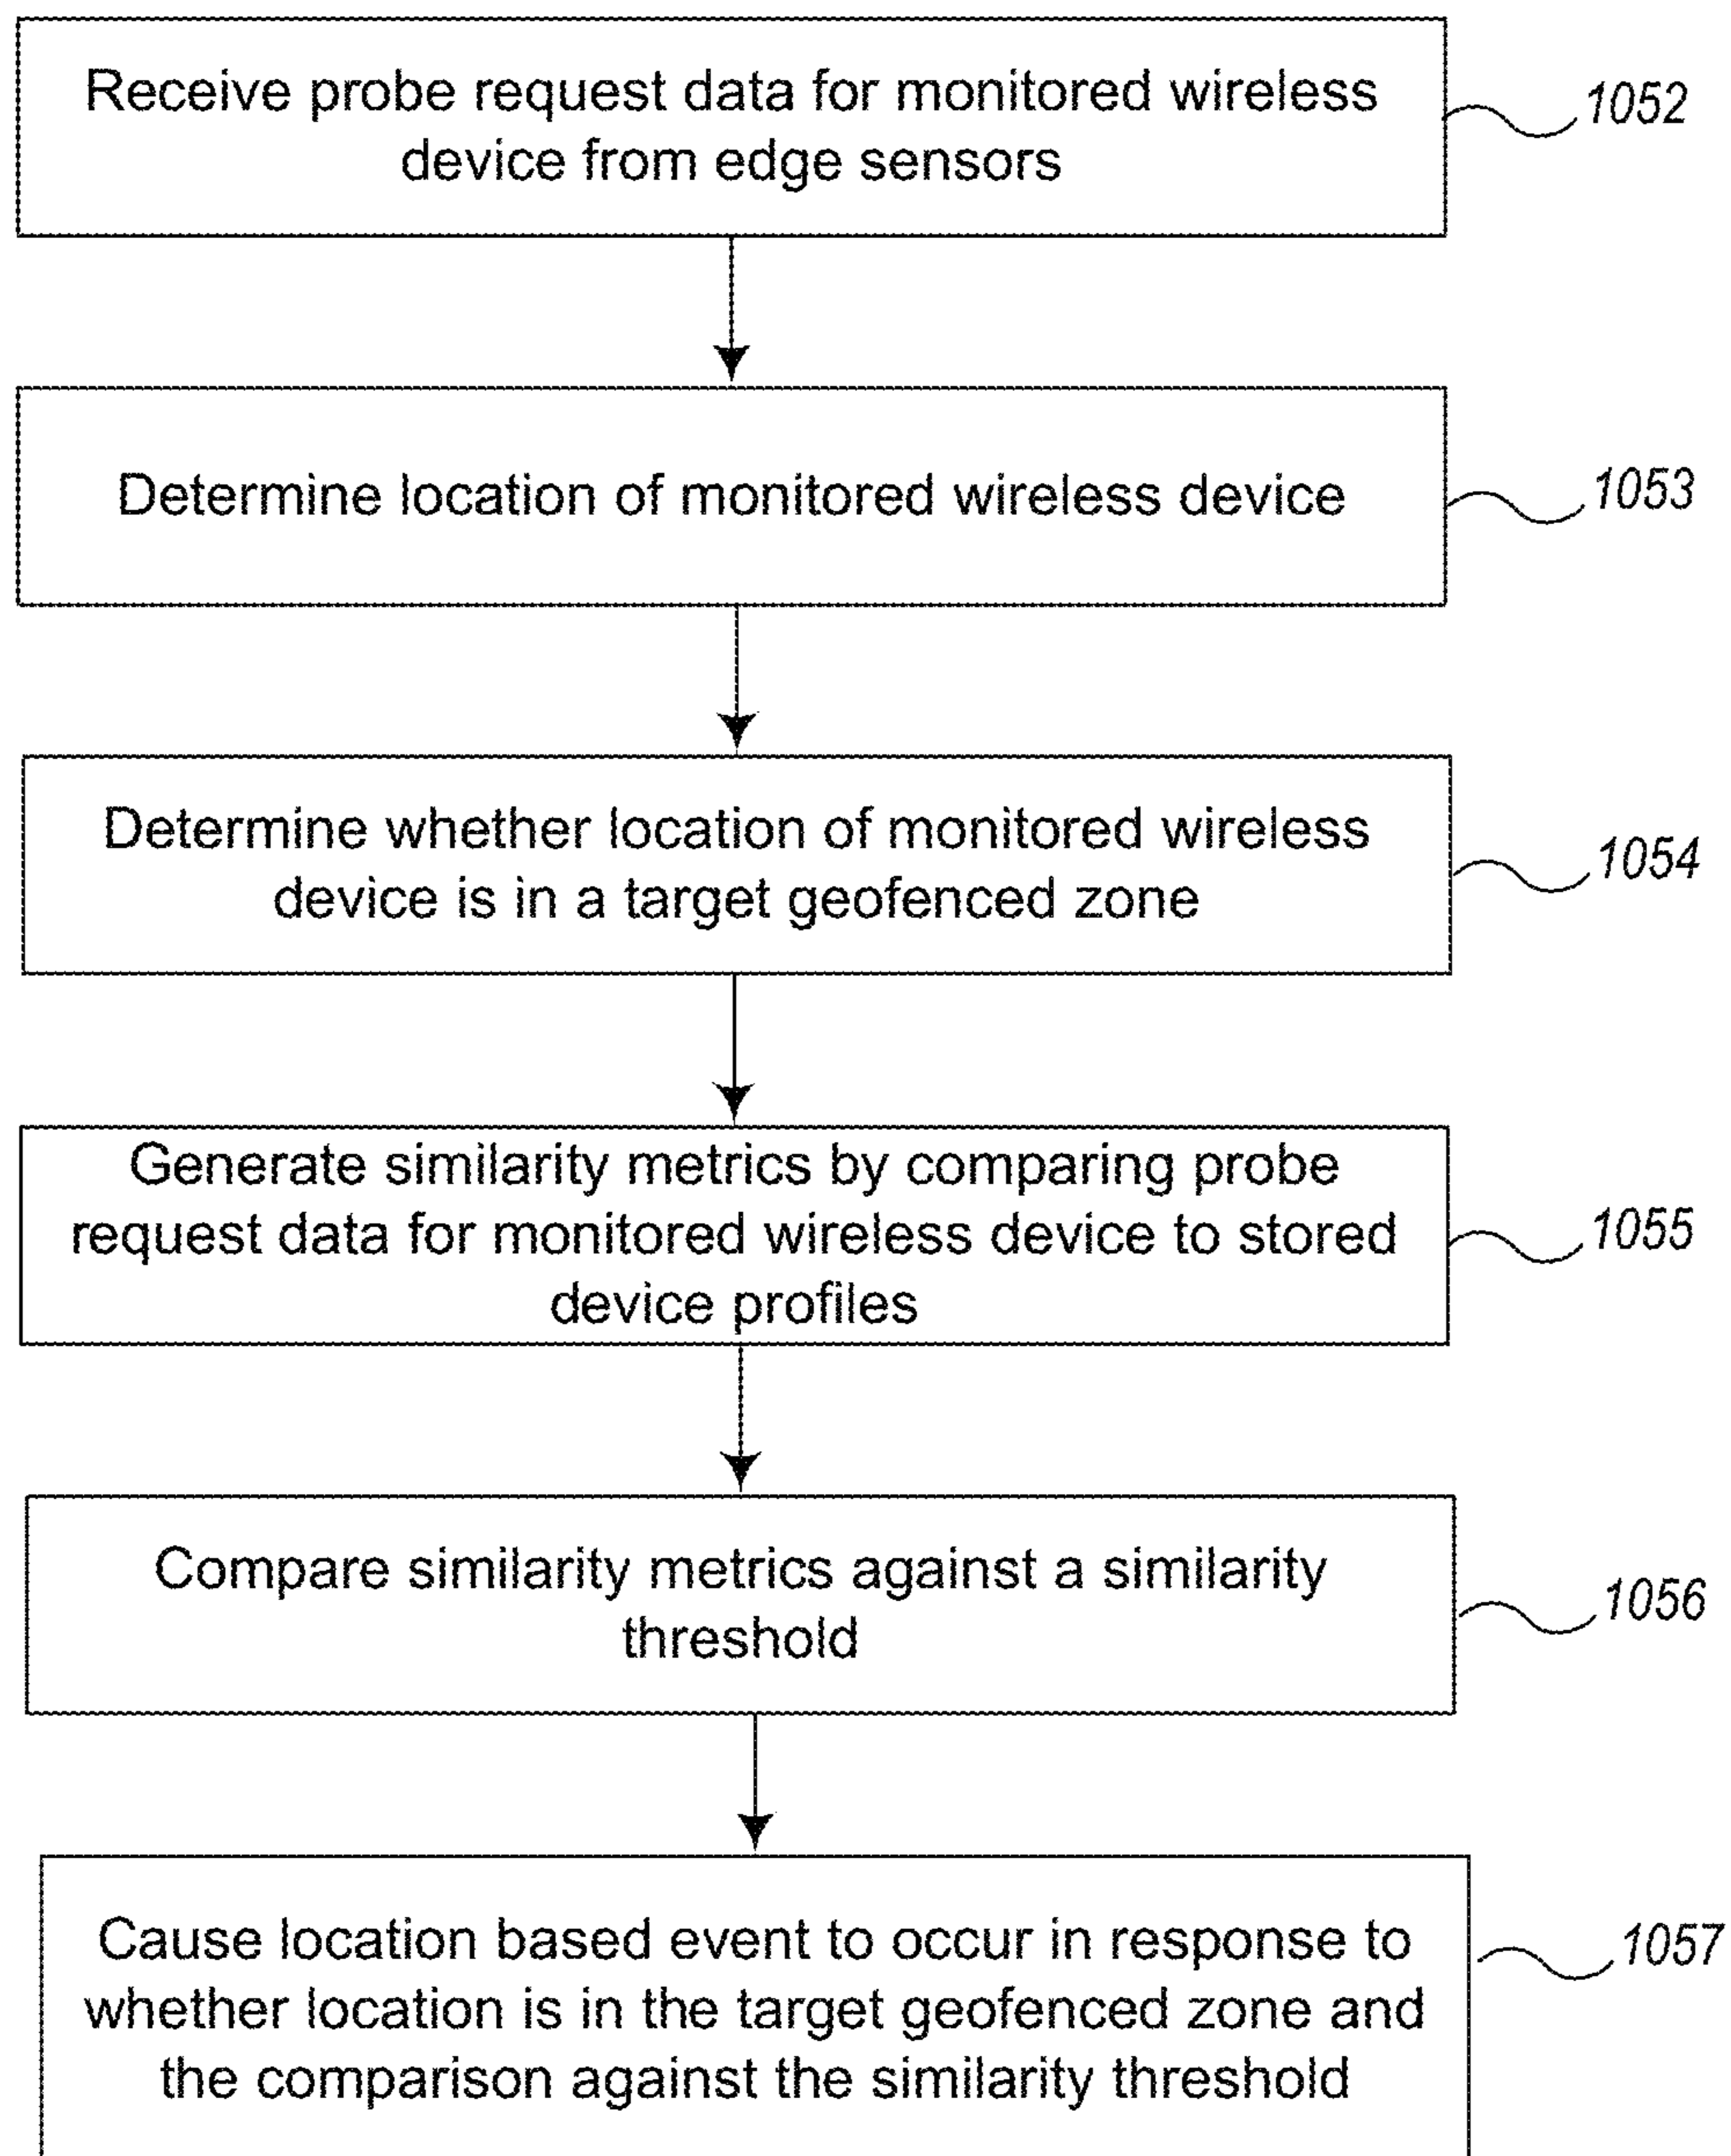 Receive probe request data for monitored wireless
device from edge sensors
1052
Determine location of monitored wireless device
1053
Determine whether location of monitored wireless
device is in a target geofenced zone
1054
Generate similarity metrics by comparing probe
request data for monitored wireless device to stored
device profiles
1055
Compare similarity metrics against a similarity
threshold
1056
Cause location based event to occur in response to
whether location is in the target geofenced zone and
the comparison against the similarity threshold
1057